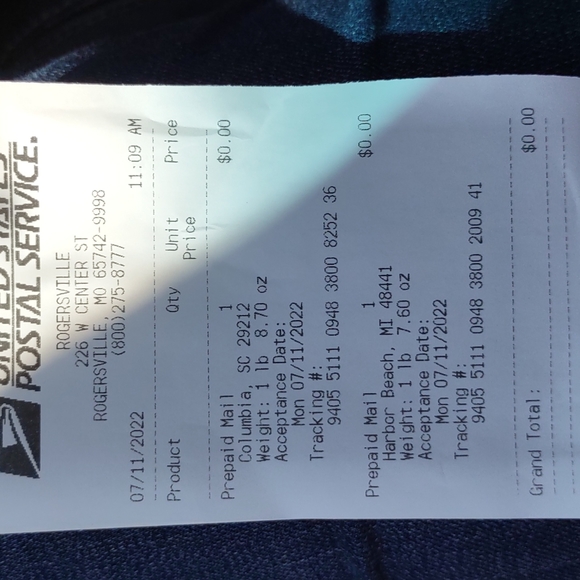 UNITED STATES
POSTAL SERVICE.
ROGERSVILLE
226 W CENTER ST
ROGERSVILLE, MO 65742-9998
(800)275-8777
07/11/2022 11:09 AM
Product Qty Unit Price
Price
Prepaid Mail 1 $0.00
Columbia, SC 29212
Weight: 1 lb 8.70 oz
Acceptance Date:
Mon 07/11/2022
Tracking #:
9405 5111 0948 3800 8252 36
Prepaid Mail 1 $0.00
Harbor Beach, MI 48441
Weight: 1 lb 7.60 oz
Acceptance Date:
Mon 07/11/2022
Tracking #:
9405 5111 0948 3800 2009 41
Grand Total: $0.00